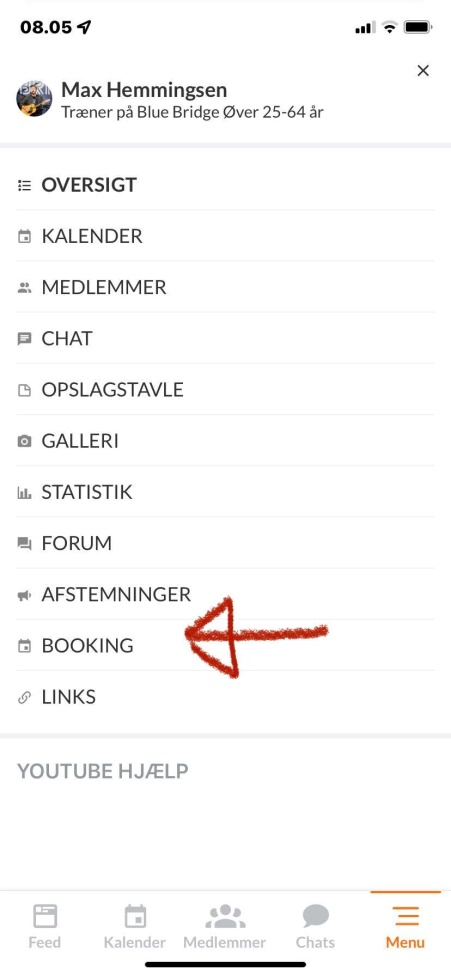 08.05
Max Hemmingsen
Træner på Blue Bridge Øver 25-64 år
OVERSIGT
KALENDER
MEDLEMMER
CHAT
OPSLAGSTAVLE
GALLERI
STATISTIK
FORUM
AFSTEMNINGER
BOOKING
LINKS
YOUTUBE HJÆLP
Feed Kalender Medlemmer Chats Menu